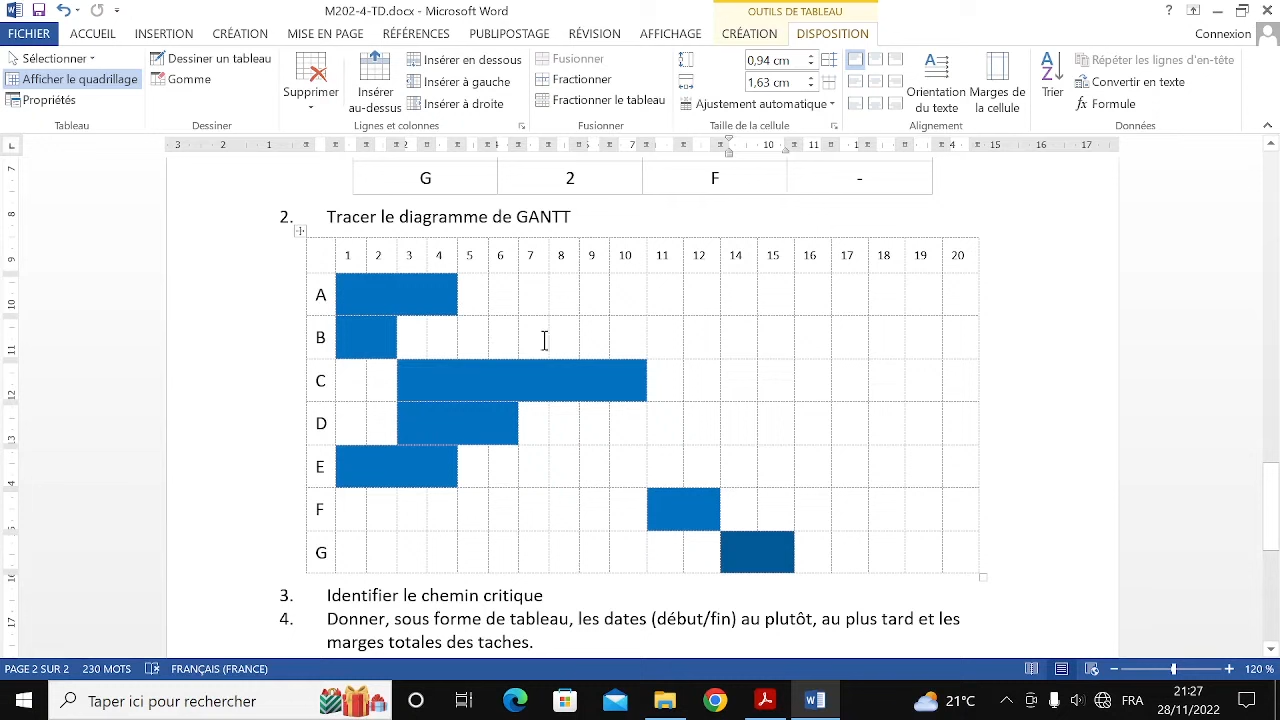 M202-4-TD.docx - Microsoft Word
OUTILS DE TABLEAU
FICHIER ACCUEIL INSERTION CRÉATION MISE EN PAGE RÉFÉRENCES PUBLIPOSTAGE RÉVISION AFFICHAGE CRÉATION DISPOSITION Connexion
Sélectionner
Afficher le quadrillage
Propriétés
Tableau
Dessiner un tableau
Gomme
Dessiner
Supprimer
Insérer au-dessus
Insérer en dessous
Insérer à gauche
Insérer à droite
Lignes et colonnes
Fusionner
Fractionner
Fractionner le tableau
Fusionner
0,94 cm
1,63 cm
Ajustement automatique
Taille de la cellule
Orientation du texte
Marges de la cellule
Alignement
Trier
Répéter les lignes d'en-tête
Convertir en texte
Formule
Données
G 2 F -
2. Tracer le diagramme de GANTT
1 2 3 4 5 6 7 8 9 10 11 12 14 15 16 17 18 19 20
A
B
C
D
E
F
G
3. Identifier le chemin critique
4. Donner, sous forme de tableau, les dates (début/fin) au plutôt, au plus tard et les
marges totales des taches.
PAGE 2 SUR 2 230 MOTS FRANÇAIS (FRANCE) 120 %
Taper ici pour rechercher
21°C
FRA
21:27
28/11/2022